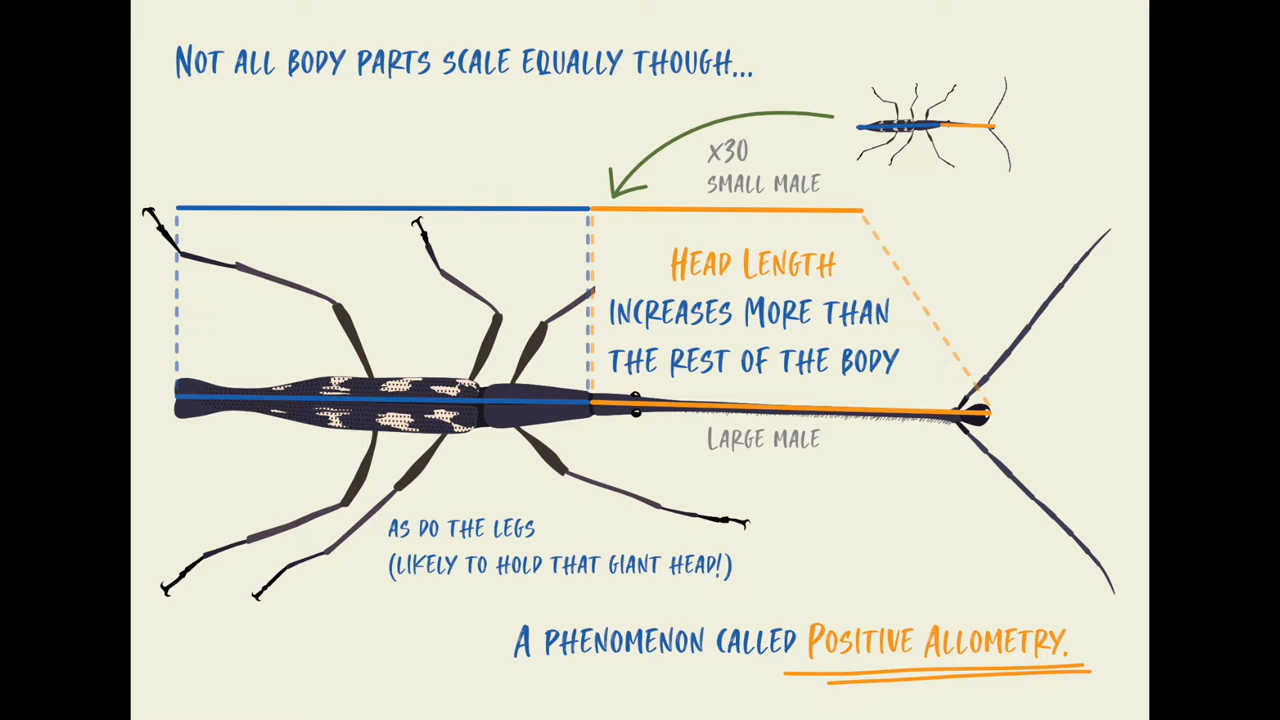 NOT ALL BODY PARTS SCALE EQUALLY THOUGH...
X30
SMALL MALE
HEAD LENGTH
INCREASES MORE THAN
THE REST OF THE BODY
LARGE MALE
AS DO THE LEGS
(LIKELY TO HOLD THAT GIANT HEAD!)
A PHENOMENON CALLED POSITIVE ALLOMETRY.